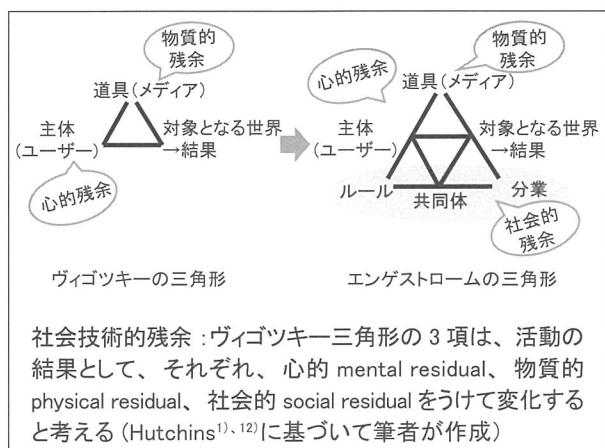 物質的
残余
道具(メディア)
主体
(ユーザー)
対象となる世界
→結果
心的残余
ヴィゴツキーの三角形
物質的
残余
心的残余
道具(メディア)
主体
(ユーザー)
対象となる世界
→結果
ルール
共同体
分業
社会的
残余
エンゲストロームの三角形
社会技術的残余:ヴィゴツキー三角形の3項は、活動の
結果として、それぞれ、心的 mental residual、物質的
physical residual、社会的 social residual をうけて変化する
と考える (Hutchins1)、12)に基づいて筆者が作成)